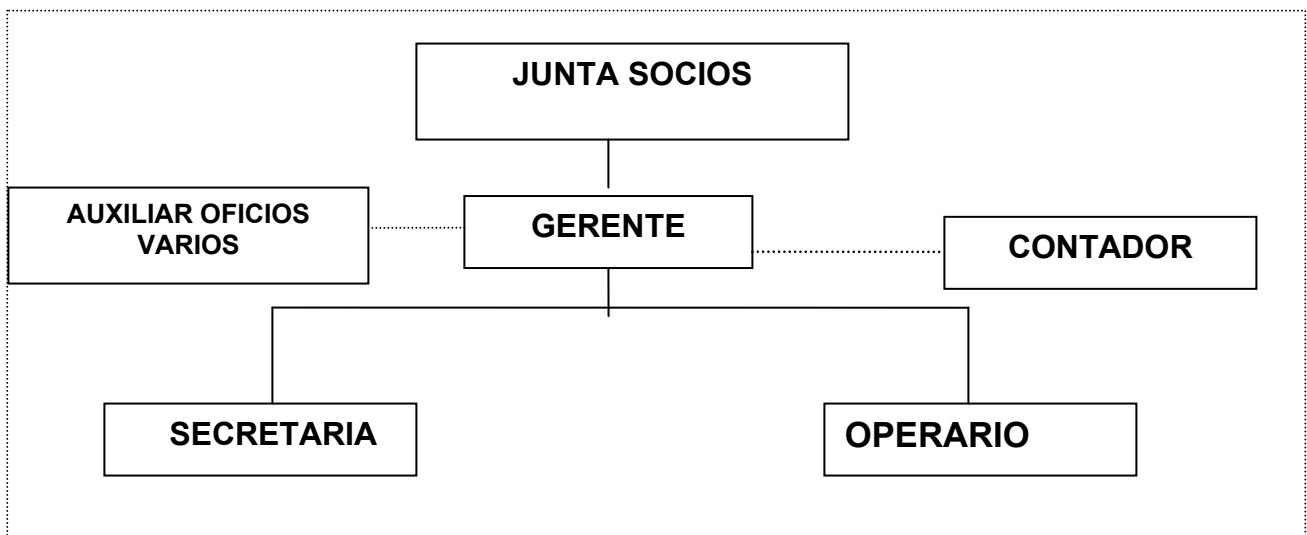 JUNTA SOCIOS
AUXILIAR OFICIOS
VARIOS
GERENTE
CONTADOR
SECRETARIA
OPERARIO